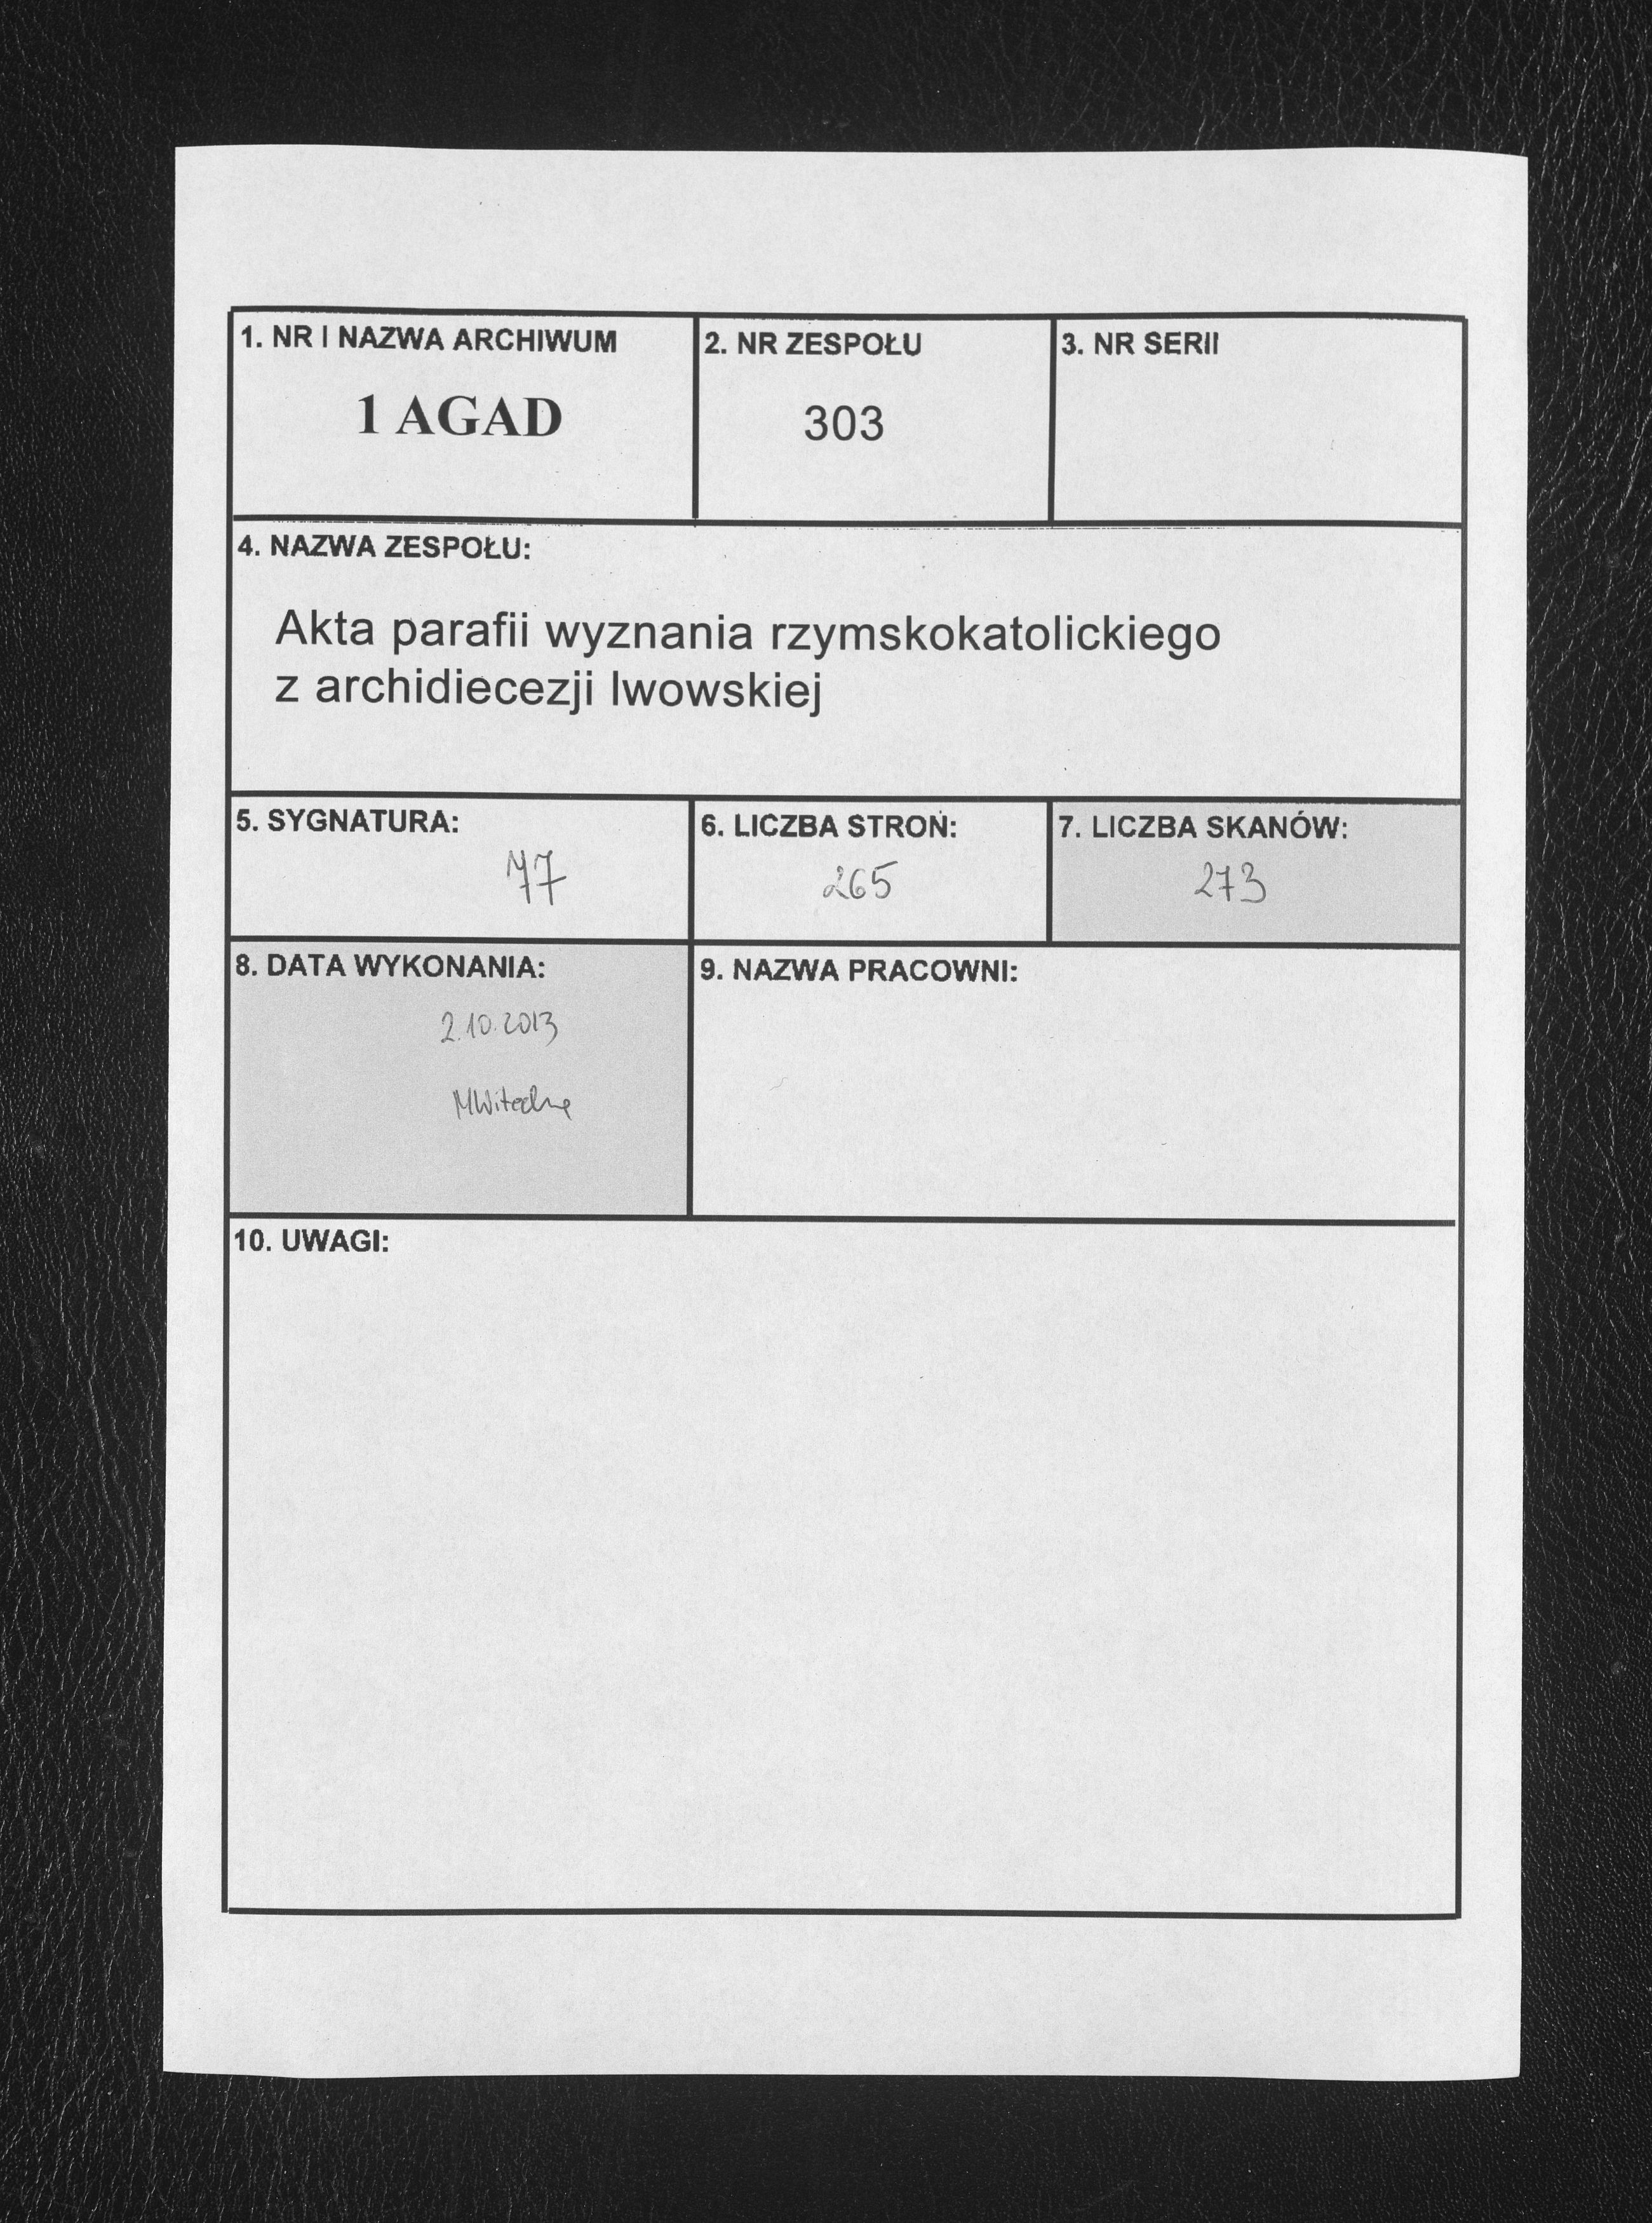 1. NR I NAZWA ARCHIWUM
1 AGAD
2. NR ZESPOŁU
303
3. NR SERII
4. NAZWA ZESPOŁU:
Akta parafii wyznania rzymskokatolickiego
z archidiecezji lwowskiej
5. SYGNATURA:
77
6. LICZBA STRON:
265
7. LICZBA SKANÓW:
273
8. DATA WYKONANIA:
2.10.2013
9. NAZWA PRACOWNI:
10. UWAGI: